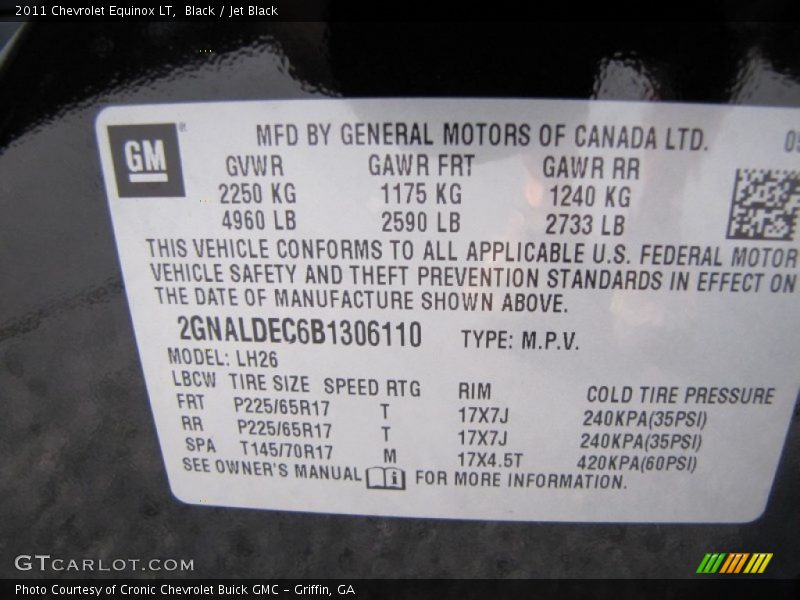 2011 Chevrolet Equinox LT, Black / Jet Black
GM®
MFD BY GENERAL MOTORS OF CANADA LTD.
GVWR GAWR FRT GAWR RR
2250 KG 1175 KG 1240 KG
4960 LB 2590 LB 2733 LB
THIS VEHICLE CONFORMS TO ALL APPLICABLE U.S. FEDERAL MOTOR
VEHICLE SAFETY AND THEFT PREVENTION STANDARDS IN EFFECT ON
THE DATE OF MANUFACTURE SHOWN ABOVE.
2GNALDEC6B1306110 TYPE: M.P.V.
MODEL: LH26
LBCW TIRE SIZE SPEED RTG RIM COLD TIRE PRESSURE
FRT P225/65R17 T 17X7J 240KPA(35PSI)
RR P225/65R17 T 17X7J 240KPA(35PSI)
SPA T145/70R17 M 17X4.5T 420KPA(60PSI)
SEE OWNER'S MANUAL i FOR MORE INFORMATION.
GTCARLOT.COM
Photo Courtesy of Cronic Chevrolet Buick GMC - Griffin, GA